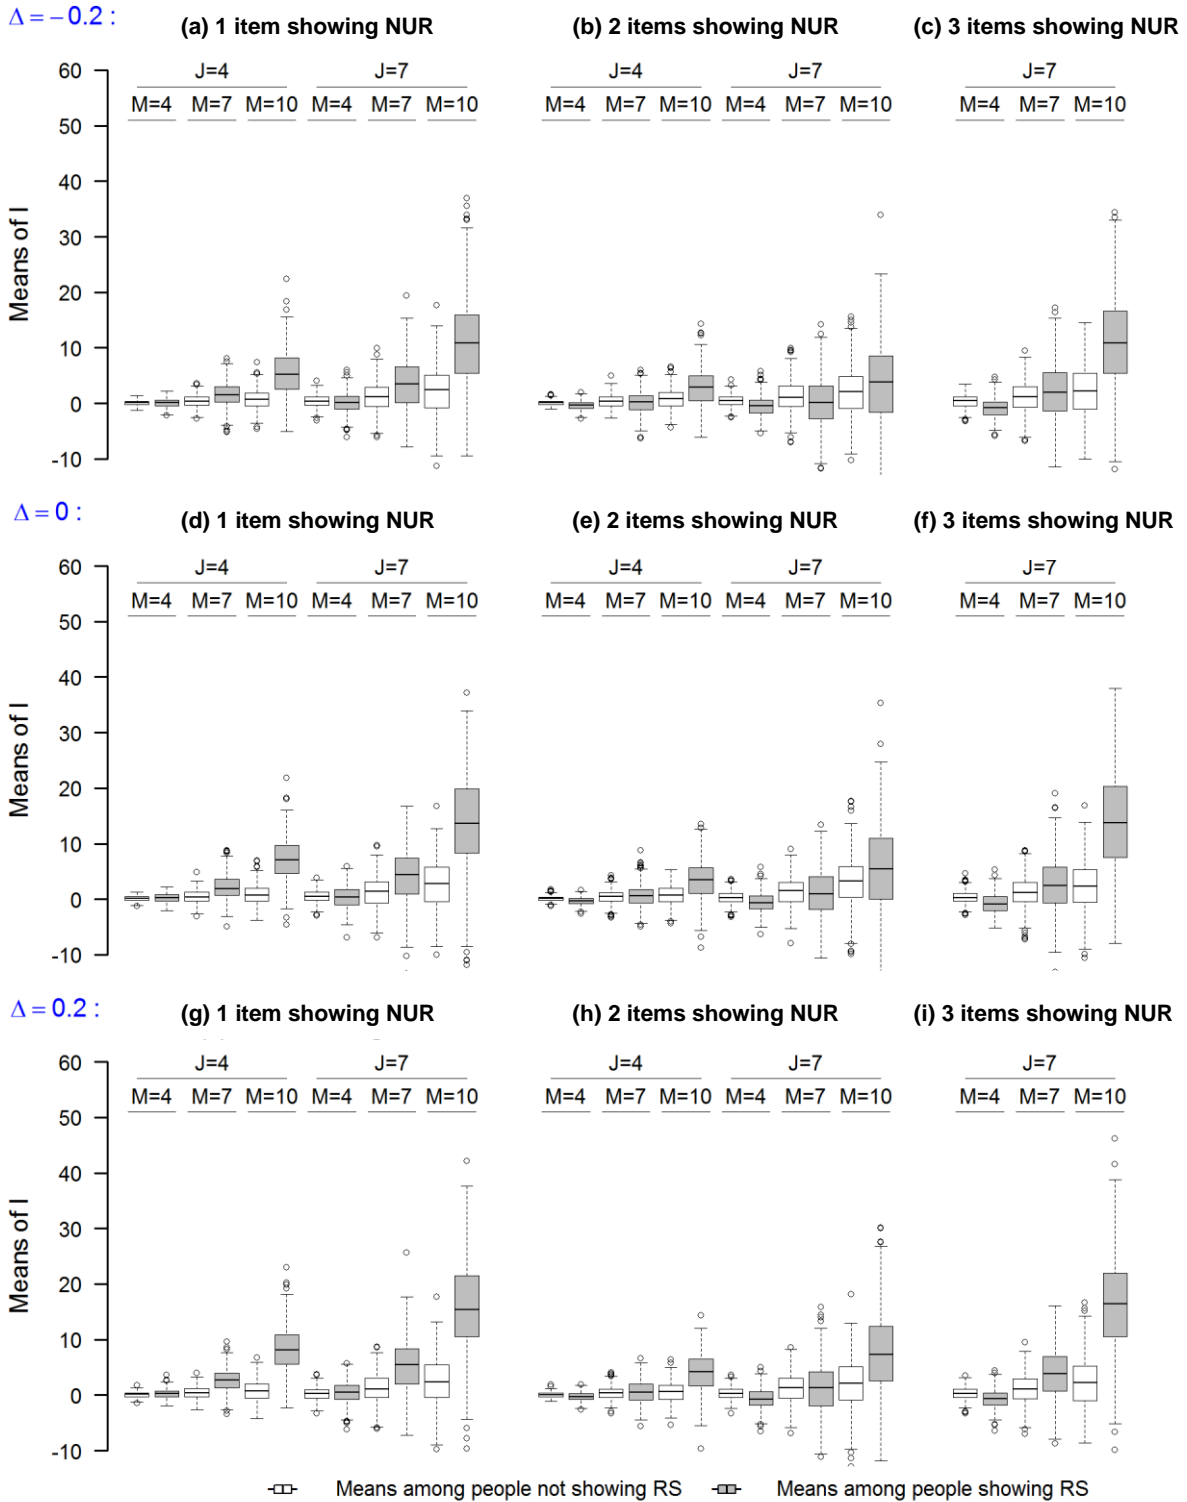 Δ = − 0.2 :
(a) 1 item showing NUR
(b) 2 items showing NUR
(c) 3 items showing NUR
J=4
J=7
J=4
J=7
J=7
M=4 M=7 M=10 M=4 M=7 M=10
M=4 M=7 M=10 M=4 M=7 M=10
M=4 M=7 M=10
60
50
40
30
20
10
0
-10
Means of I
Δ = 0 :
(d) 1 item showing NUR
(e) 2 items showing NUR
(f) 3 items showing NUR
J=4
J=7
J=4
J=7
J=7
M=4 M=7 M=10 M=4 M=7 M=10
M=4 M=7 M=10 M=4 M=7 M=10
M=4 M=7 M=10
60
50
40
30
20
10
0
-10
Means of I
Δ = 0.2 :
(g) 1 item showing NUR
(h) 2 items showing NUR
(i) 3 items showing NUR
J=4
J=7
J=4
J=7
J=7
M=4 M=7 M=10 M=4 M=7 M=10
M=4 M=7 M=10 M=4 M=7 M=10
M=4 M=7 M=10
60
50
40
30
20
10
0
-10
Means of I
Means among people not showing RS
Means among people showing RS